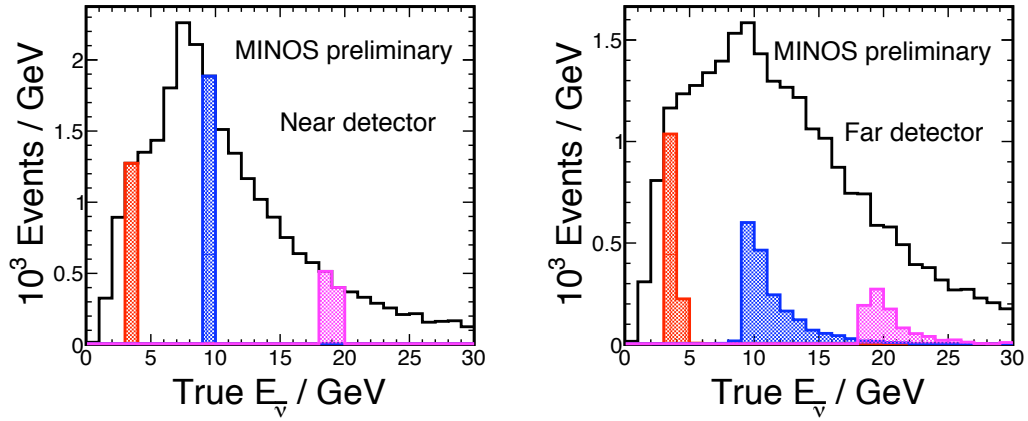 10³ Events / GeV
2
1.5
1
0.5
0
MINOS preliminary
Near detector
0 5 10 15 20 25 30
True E_ν̅ / GeV
10³ Events / GeV
1.5
1
0.5
0
MINOS preliminary
Far detector
0 5 10 15 20 25 30
True E_ν̅ / GeV